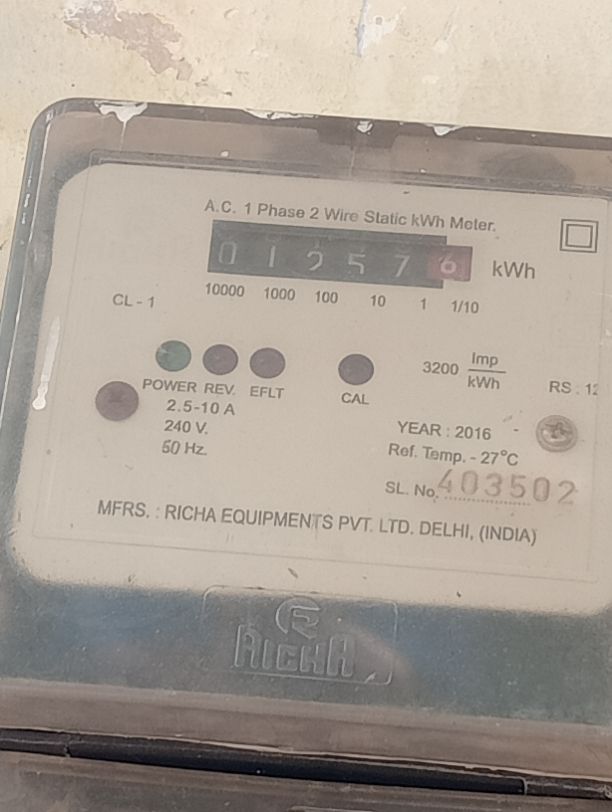 A.C. 1 Phase 2 Wire Static kWh Meter.
0 1 2 5 7 6 kWh
10000 1000 100 10 1 1/10
CL - 1
POWER REV. EFLT CAL
3200 Imp/kWh
RS : 12
2.5-10 A
240 V.
50 Hz.
YEAR : 2016
Ref. Temp. - 27°C
SL. No. 403502
MFRS. : RICHA EQUIPMENTS PVT. LTD. DELHI, (INDIA)
R
RICHA